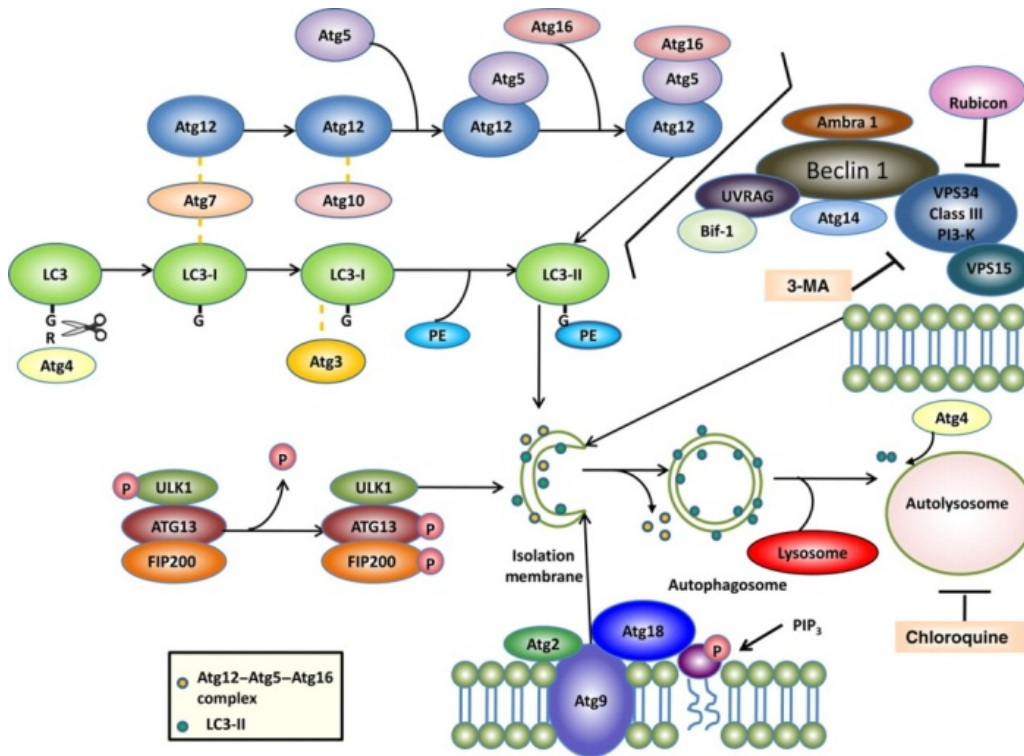 Atg5
Atg16
Atg16
Atg5
Atg5
Atg12
Atg12
Atg12
Atg12
Atg7
Atg10
LC3
LC3-I
LC3-I
LC3-II
G
R
G
G
G
PE
PE
Atg4
Atg3
Rubicon
Ambra 1
Beclin 1
UVRAG
Atg14
Bif-1
VPS34
Class III
PI3-K
VPS15
3-MA
Atg4
P
P
ULK1
ATG13
FIP200
ULK1
ATG13
P
FIP200
P
Isolation
membrane
Autophagosome
Lysosome
Autolysosome
Chloroquine
Atg2
Atg18
Atg9
P
PIP₃
Atg12–Atg5–Atg16
complex
LC3-II